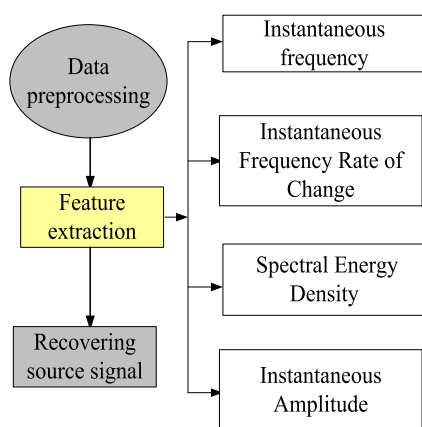 Data
preprocessing
Feature
extraction
Recovering
source signal
Instantaneous
frequency
Instantaneous
Frequency Rate of
Change
Spectral Energy
Density
Instantaneous
Amplitude